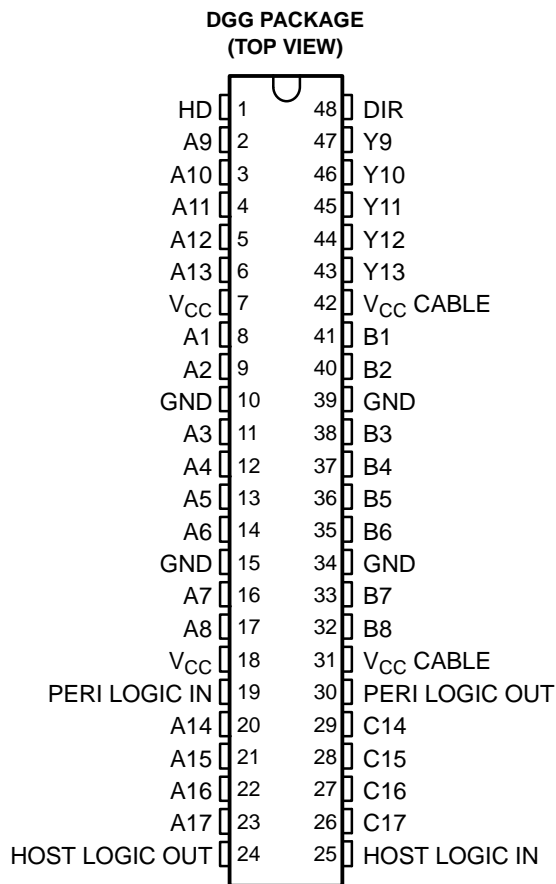 DGG PACKAGE
(TOP VIEW)
HD 1 48 DIR
A9 2 47 Y9
A10 3 46 Y10
A11 4 45 Y11
A12 5 44 Y12
A13 6 43 Y13
VCC 7 42 VCC CABLE
A1 8 41 B1
A2 9 40 B2
GND 10 39 GND
A3 11 38 B3
A4 12 37 B4
A5 13 36 B5
A6 14 35 B6
GND 15 34 GND
A7 16 33 B7
A8 17 32 B8
VCC 18 31 VCC CABLE
PERI LOGIC IN 19 30 PERI LOGIC OUT
A14 20 29 C14
A15 21 28 C15
A16 22 27 C16
A17 23 26 C17
HOST LOGIC OUT 24 25 HOST LOGIC IN